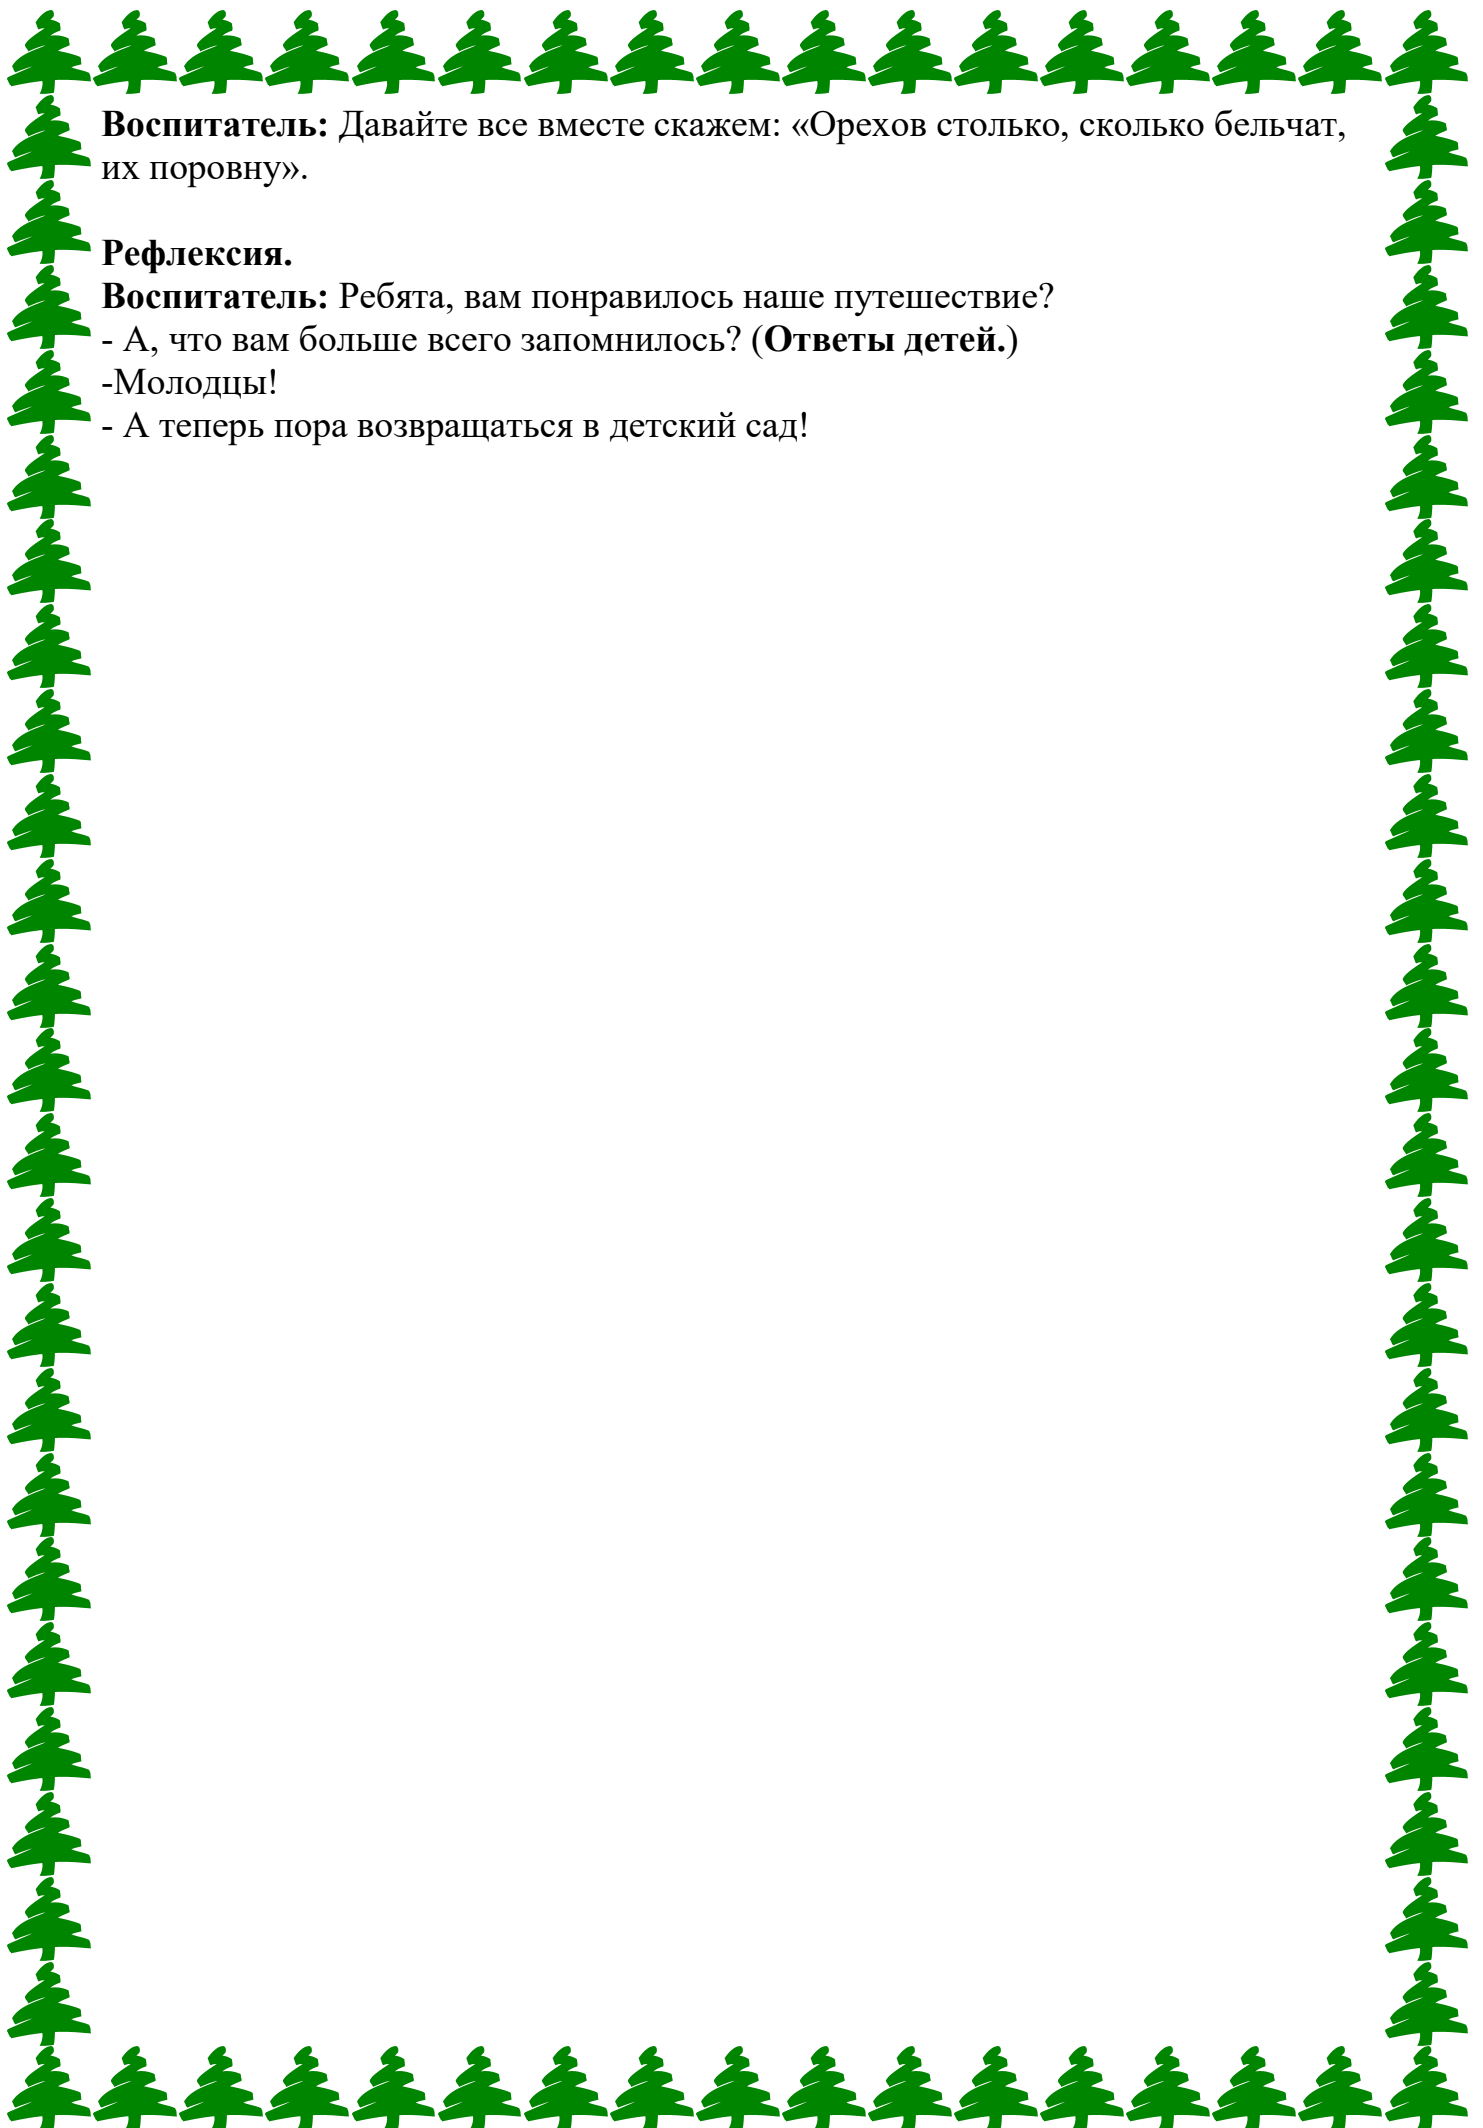 Воспитатель: Давайте все вместе скажем: «Орехов столько, сколько бельчат,
их поровну».
Рефлексия.
Воспитатель: Ребята, вам понравилось наше путешествие?
- А, что вам больше всего запомнилось? (Ответы детей.)
-Молодцы!
- А теперь пора возвращаться в детский сад!